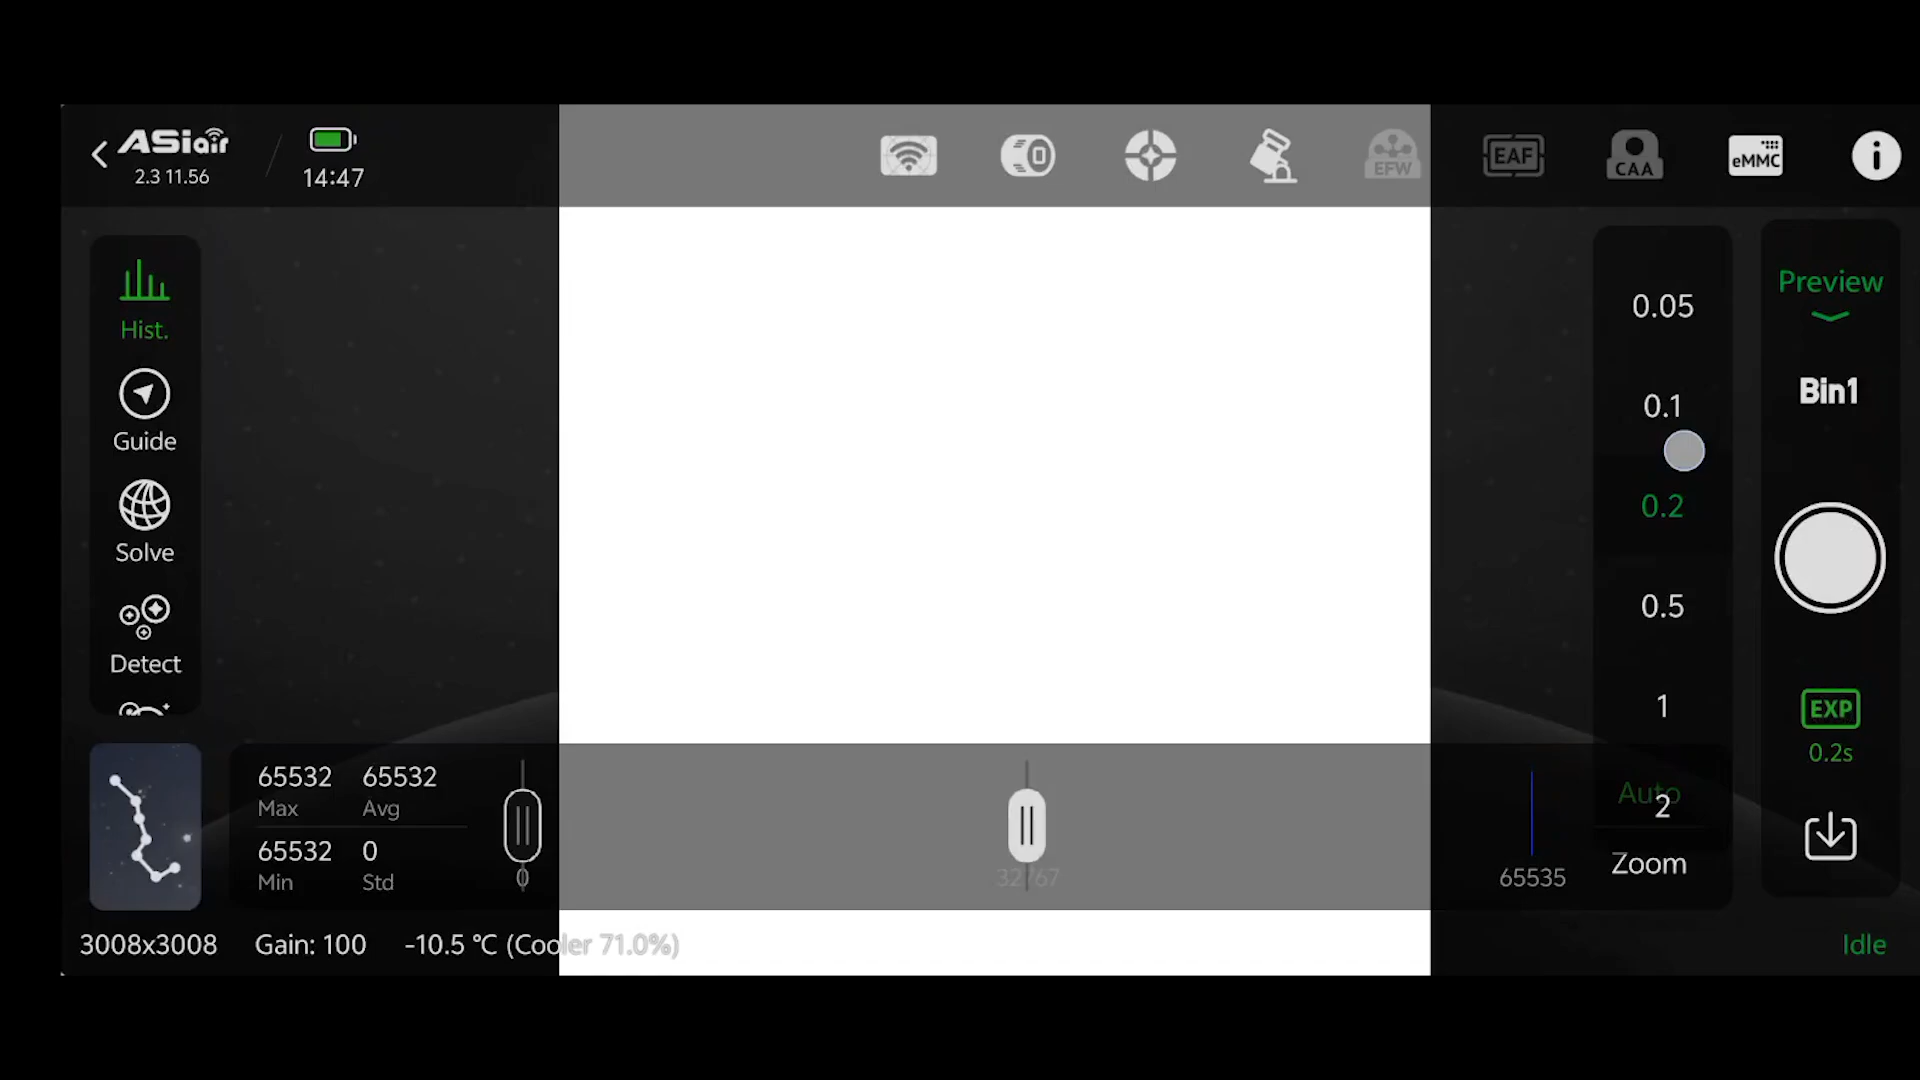 ASiair
2.3 11.56
14:47
0
EFW
EAF
CAA
eMMC
i
Hist.
Guide
Solve
Detect
0.05
0.1
0.2
0.5
1
2
Preview
Bin1
EXP
0.2s
65532 65532
Max Avg
65532 0
Min Std
0
32767
65535
Auto
Zoom
3008x3008 Gain: 100 -10.5 ℃ (Cooler 71.0%)
Idle